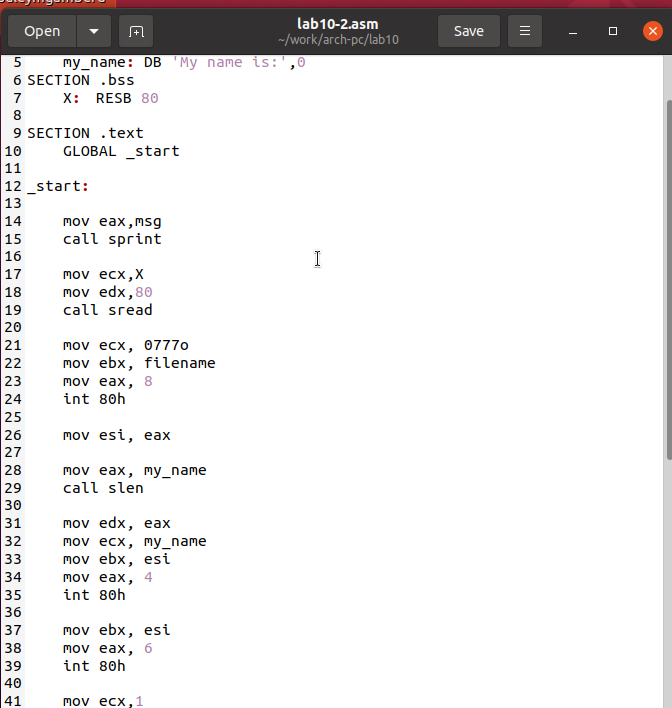 Open
lab10-2.asm
~/work/arch-pc/lab10
Save
5 my_name: DB 'My name is:',0
6 SECTION .bss
7 X: RESB 80
8
9 SECTION .text
10 GLOBAL _start
11
12 _start:
13
14 mov eax,msg
15 call sprint
16
17 mov ecx,X
18 mov edx,80
19 call sread
20
21 mov ecx, 0777o
22 mov ebx, filename
23 mov eax, 8
24 int 80h
25
26 mov esi, eax
27
28 mov eax, my_name
29 call slen
30
31 mov edx, eax
32 mov ecx, my_name
33 mov ebx, esi
34 mov eax, 4
35 int 80h
36
37 mov ebx, esi
38 mov eax, 6
39 int 80h
40
41 mov ecx,1